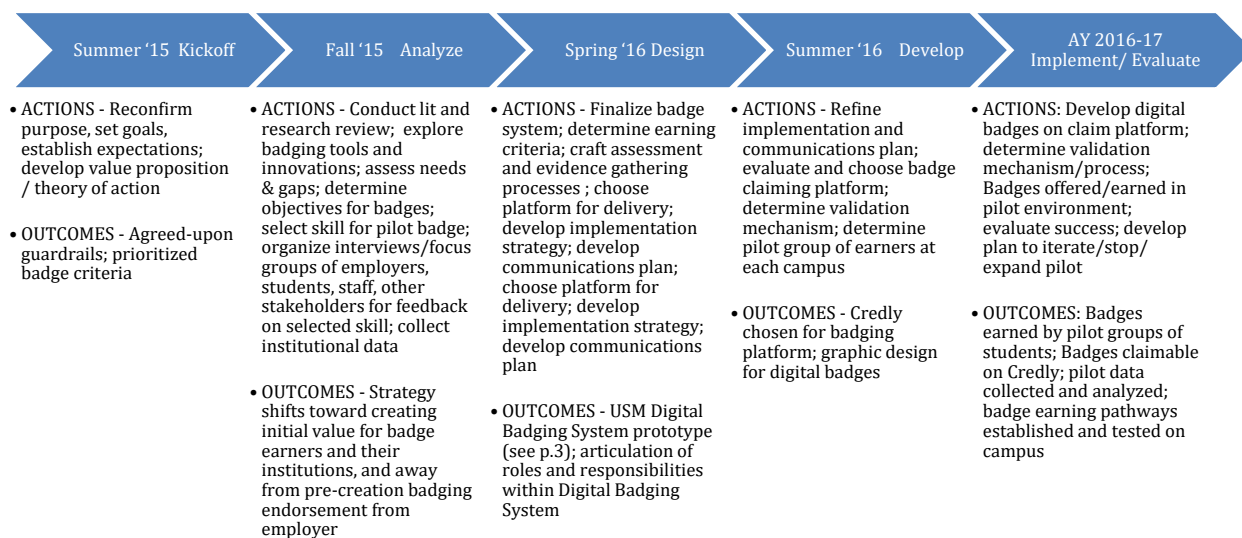 Summer ‘15 Kickoff
Fall ‘15 Analyze
Spring ‘16 Design
Summer ‘16 Develop
AY 2016-17
Implement/ Evaluate
• ACTIONS - Reconfirm
purpose, set goals,
establish expectations;
develop value proposition
/ theory of action
• OUTCOMES - Agreed-upon
guardrails; prioritized
badge criteria
• ACTIONS - Conduct lit and
research review; explore
badging tools and
innovations; assess needs
& gaps; determine
objectives for badges;
select skill for pilot badge;
organize interviews/focus
groups of employers,
students, staff, other
stakeholders for feedback
on selected skill; collect
institutional data
• OUTCOMES - Strategy
shifts toward creating
initial value for badge
earners and their
institutions, and away
from pre-creation badging
endorsement from
employer
• ACTIONS - Finalize badge
system; determine earning
criteria; craft assessment
and evidence gathering
processes ; choose
platform for delivery;
develop implementation
strategy; develop
communications plan;
choose platform for
delivery; develop
implementation strategy;
develop communications
plan
• OUTCOMES - USM Digital
Badging System prototype
(see p.3); articulation of
roles and responsibilities
within Digital Badging
System
• ACTIONS - Refine
implementation and
communications plan;
evaluate and choose badge
claiming platform;
determine validation
mechanism; determine
pilot group of earners at
each campus
• OUTCOMES - Credly
chosen for badging
platform; graphic design
for digital badges
• ACTIONS: Develop digital
badges on claim platform;
determine validation
mechanism/process;
Badges offered/earned in
pilot environment;
evaluate success; develop
plan to iterate/stop/
expand pilot
• OUTCOMES: Badges
earned by pilot groups of
students; Badges claimable
on Credly; pilot data
collected and analyzed;
badge earning pathways
established and tested on
campus